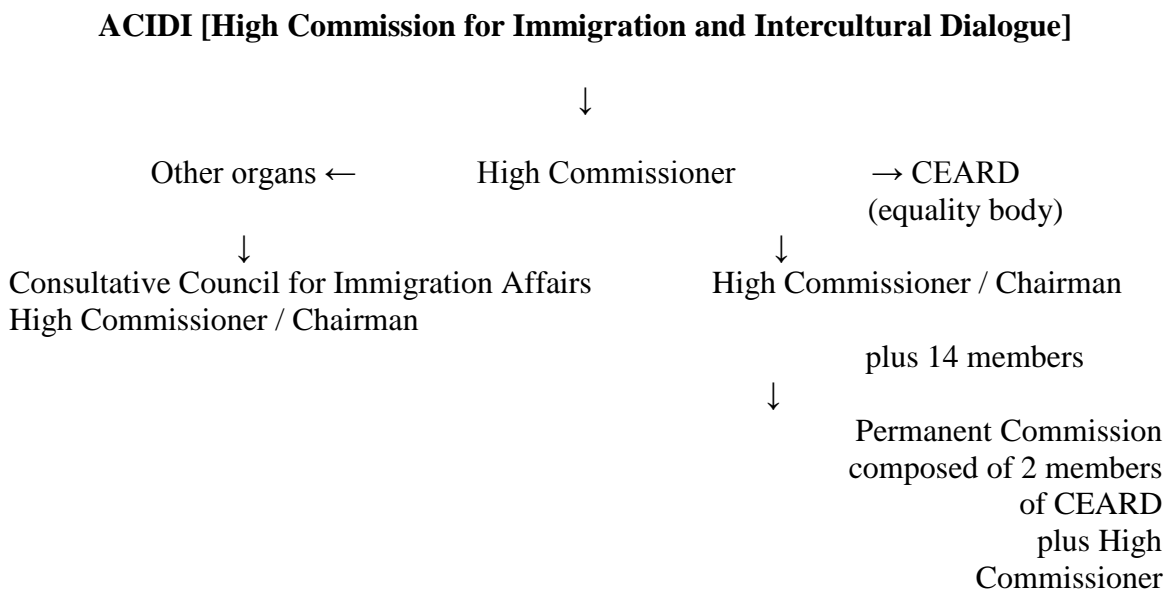 ACIDI [High Commission for Immigration and Intercultural Dialogue]
↓
Other organs ← High Commissioner → CEARD
(equality body)
↓ ↓
Consultative Council for Immigration Affairs High Commissioner / Chairman
High Commissioner / Chairman
plus 14 members
↓
Permanent Commission
composed of 2 members
of CEARD
plus High
Commissioner